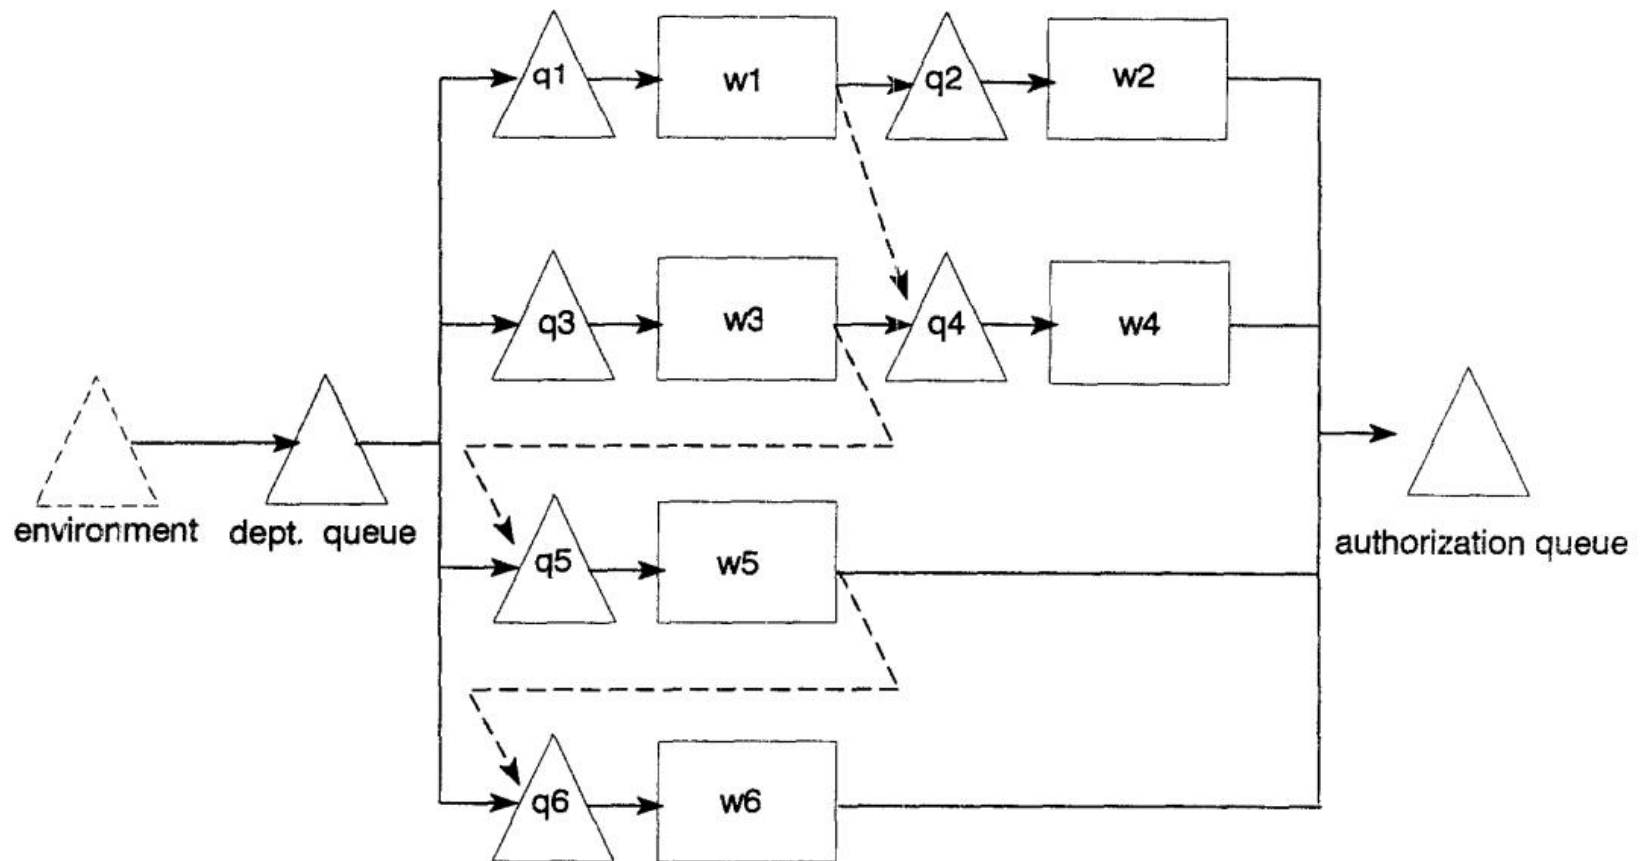 q1
w1
q2
w2
q3
w3
q4
w4
environment
dept. queue
authorization queue
q5
w5
q6
w6